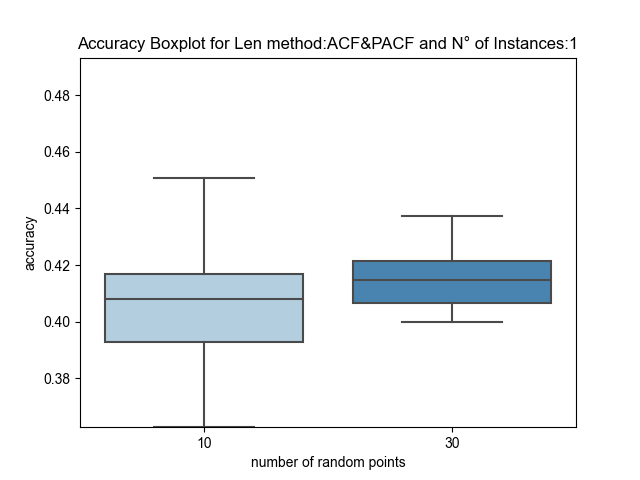 Accuracy Boxplot for Len method:ACF&PACF and N° of Instances:1
0.48
0.46
0.44
0.42
0.40
0.38
accuracy
10
30
number of random points